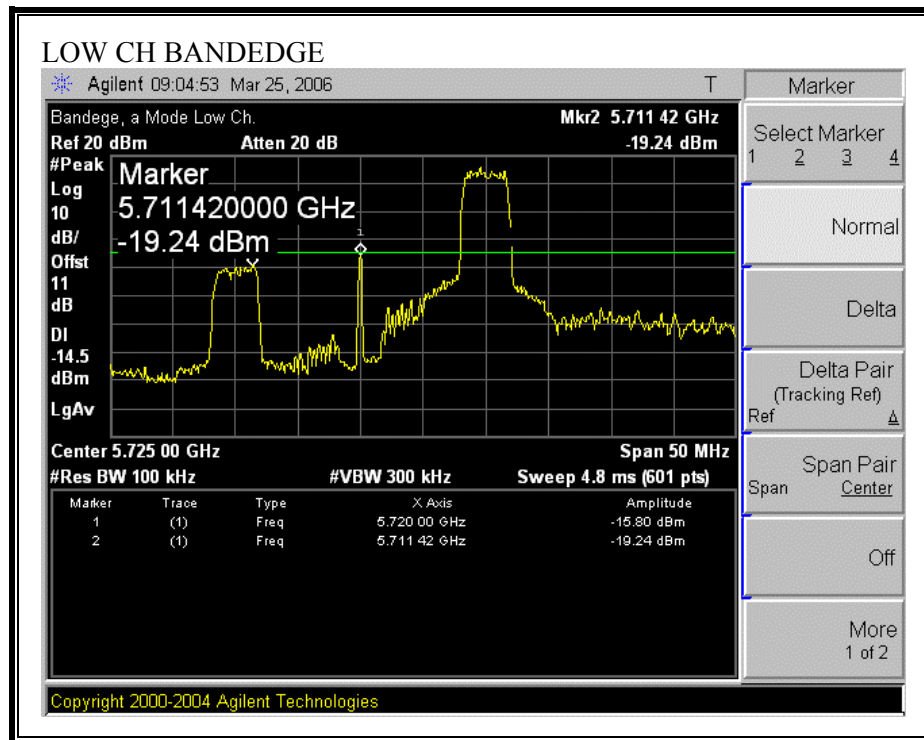 LOW CH BANDEDGE
Agilent 09:04:53 Mar 25, 2006 T
Bandege, a Mode Low Ch. Mkr2 5.711 42 GHz
Ref 20 dBm Atten 20 dB -19.24 dBm
#Peak
Log
10
dB/
Offst
11
dB
DI
-14.5
dBm
LgAv
Marker
5.711420000 GHz
-19.24 dBm
1
Center 5.725 00 GHz Span 50 MHz
#Res BW 100 kHz #VBW 300 kHz Sweep 4.8 ms (601 pts)
Marker Trace Type X Axis Amplitude
1 (1) Freq 5.720 00 GHz -15.80 dBm
2 (1) Freq 5.711 42 GHz -19.24 dBm
Copyright 2000-2004 Agilent Technologies
Marker
Select Marker
1 2 3 4
Normal
Delta
Delta Pair
(Tracking Ref)
Ref Δ
Span Pair
Span Center
Off
More
1 of 2